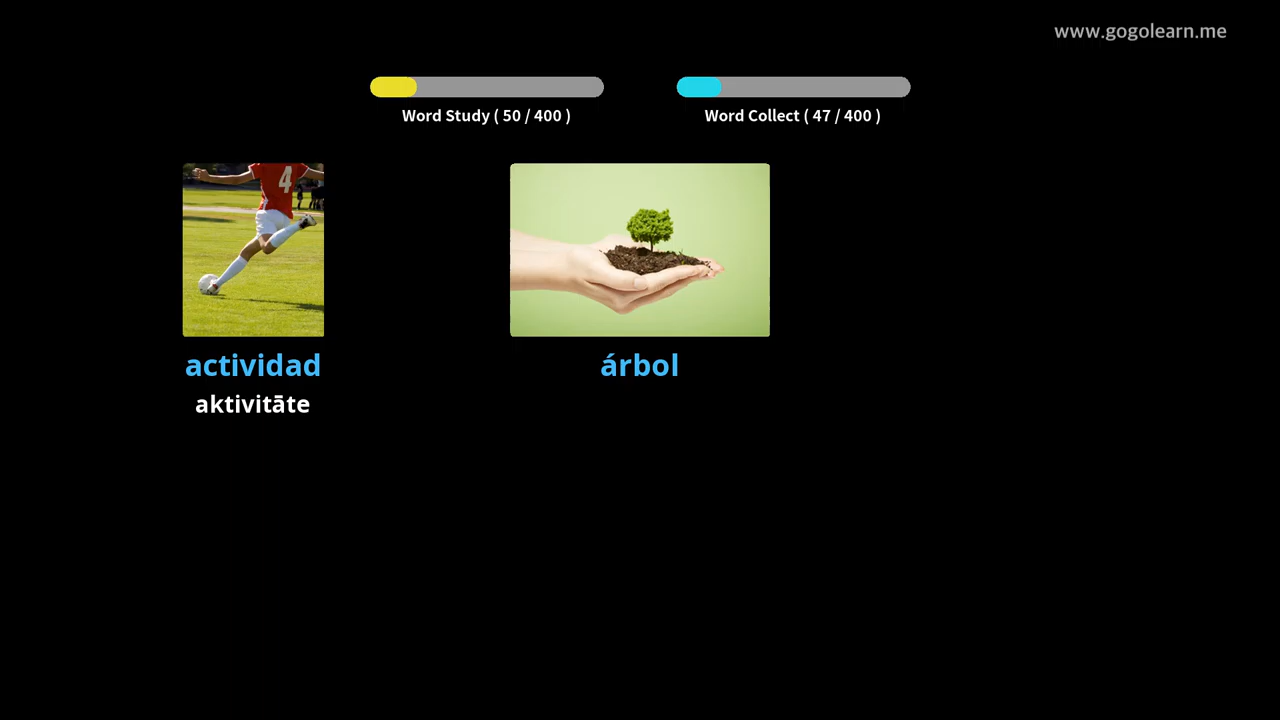 www.gogolearn.me
Word Study ( 50 / 400 )
Word Collect ( 47 / 400 )
4
actividad
árbol
aktivitāte